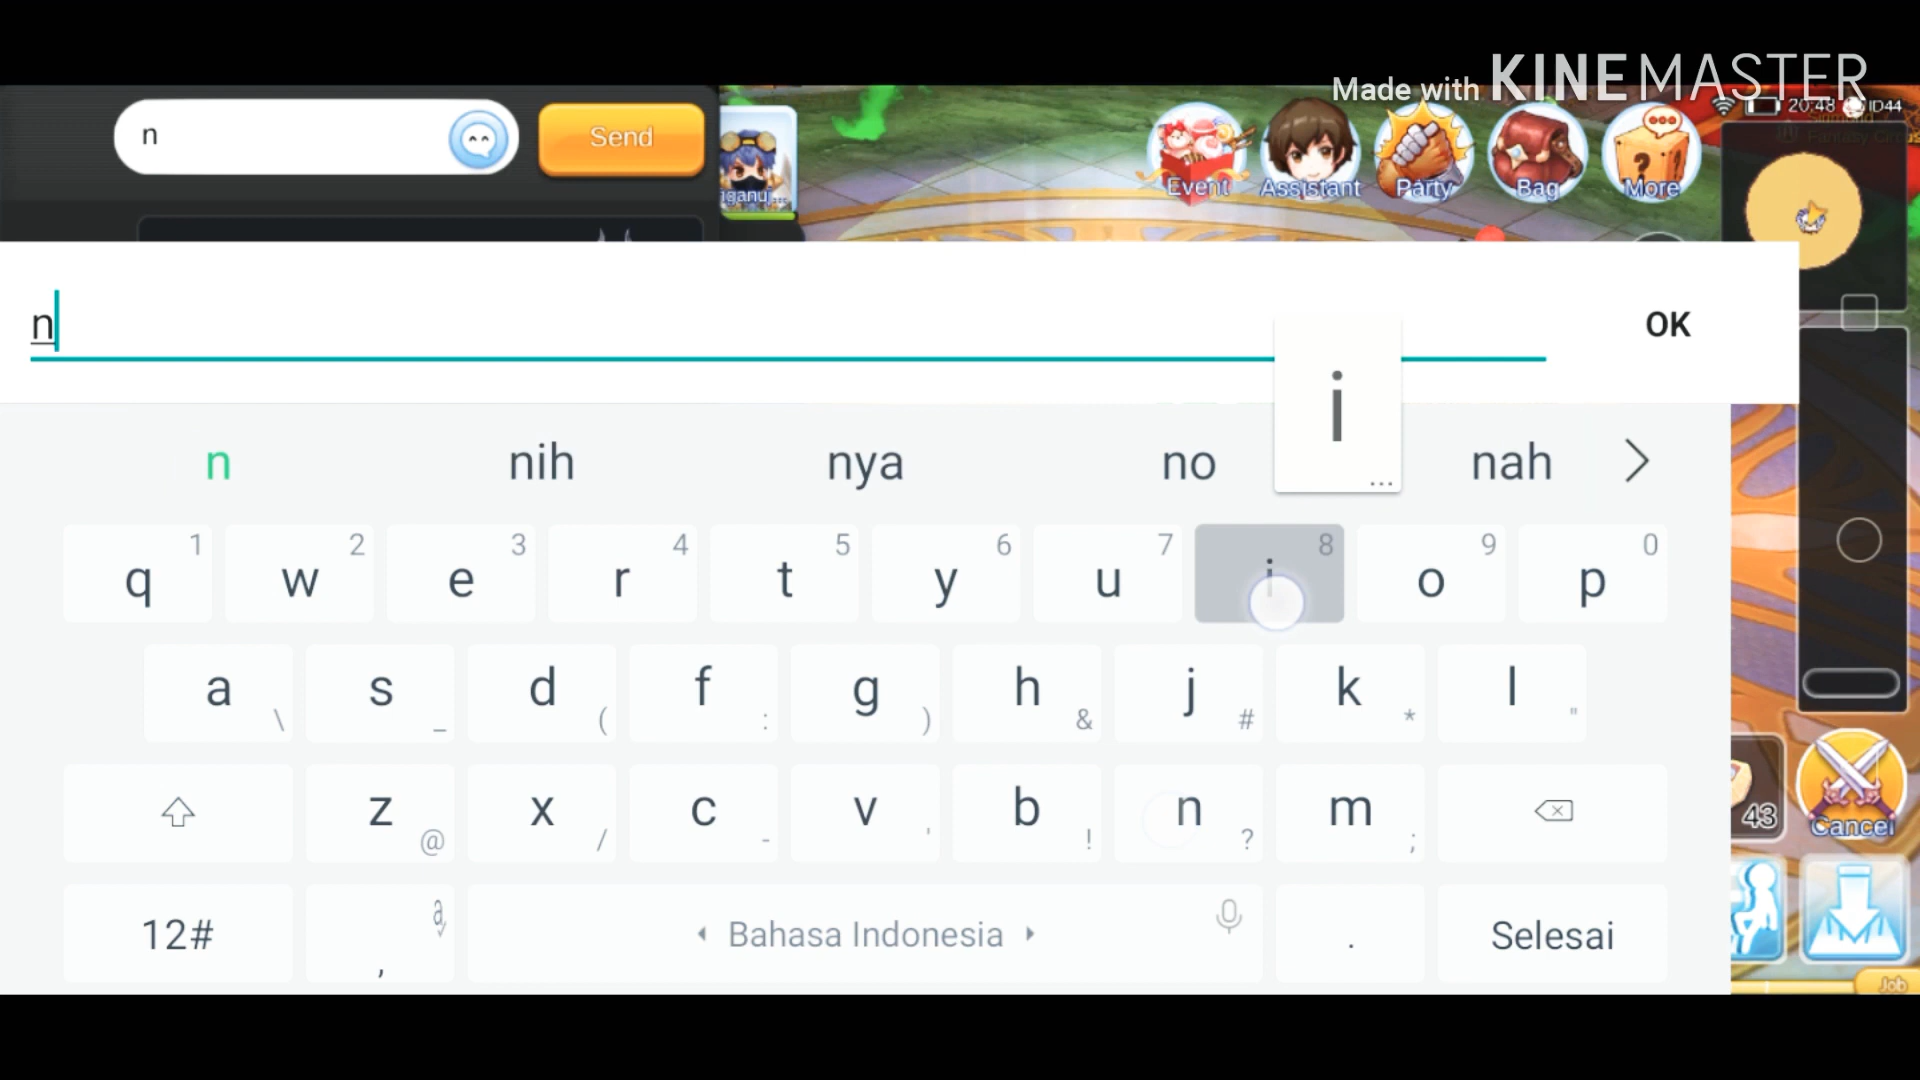 Made with KINEMASTER
20:48
ID44
n
Send
Event
Assistant
Party
Bag
More
n
OK
i
...
n nih nya no nah
q 1 w 2 e 3 r 4 t 5 y 6 u 7 i 8 o 9 p 0
a \ s _ d ( f : g ) h & j # k * l "
z @ x / c - v ' b ! n ? m ;
12# , Bahasa Indonesia . Selesai
43
Cancel
Job